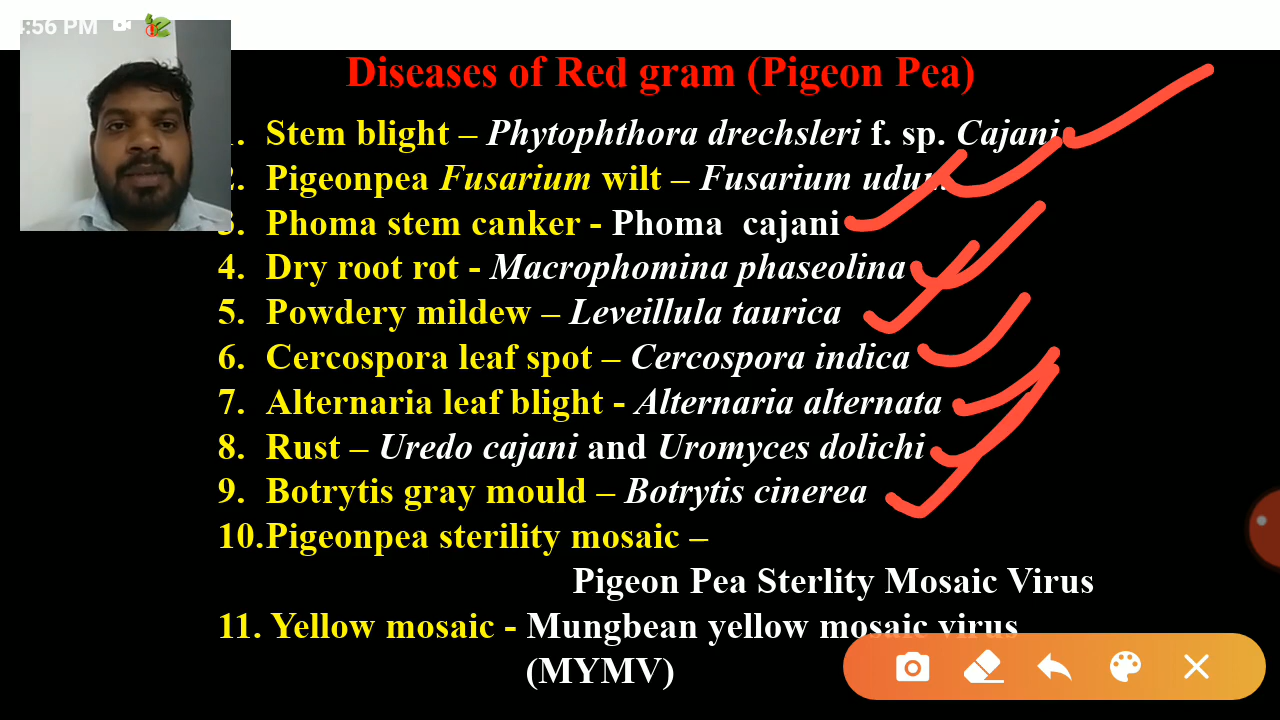 :56 PM
Diseases of Red gram (Pigeon Pea)
1. Stem blight – Phytophthora drechsleri f. sp. Cajani
2. Pigeonpea Fusarium wilt – Fusarium udum
3. Phoma stem canker - Phoma cajani
4. Dry root rot - Macrophomina phaseolina
5. Powdery mildew – Leveillula taurica
6. Cercospora leaf spot – Cercospora indica
7. Alternaria leaf blight - Alternaria alternata
8. Rust – Uredo cajani and Uromyces dolichi
9. Botrytis gray mould – Botrytis cinerea
10.Pigeonpea sterility mosaic –
Pigeon Pea Sterlity Mosaic Virus
11. Yellow mosaic - Mungbean yellow mosaic virus
(MYMV)